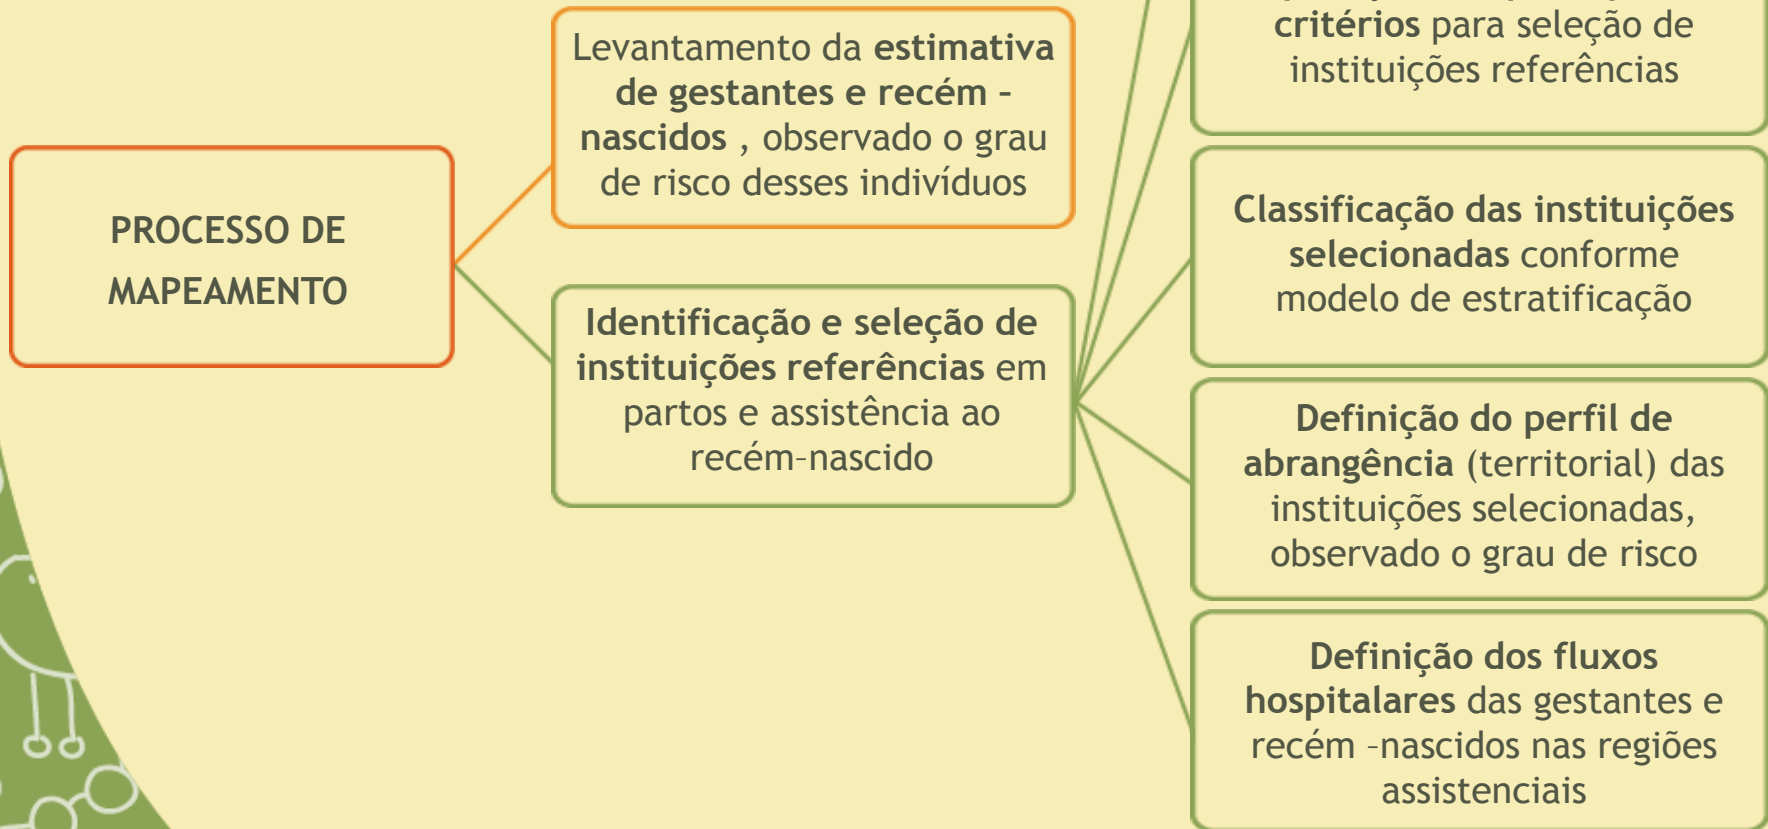 PROCESSO DE
MAPEAMENTO
Levantamento da estimativa
de gestantes e recém –
nascidos , observado o grau
de risco desses indivíduos
Identificação e seleção de
instituições referências em
partos e assistência ao
recém–nascido
critérios para seleção de
instituições referências
Classificação das instituições
selecionadas conforme
modelo de estratificação
Definição do perfil de
abrangência (territorial) das
instituições selecionadas,
observado o grau de risco
Definição dos fluxos
hospitalares das gestantes e
recém –nascidos nas regiões
assistenciais